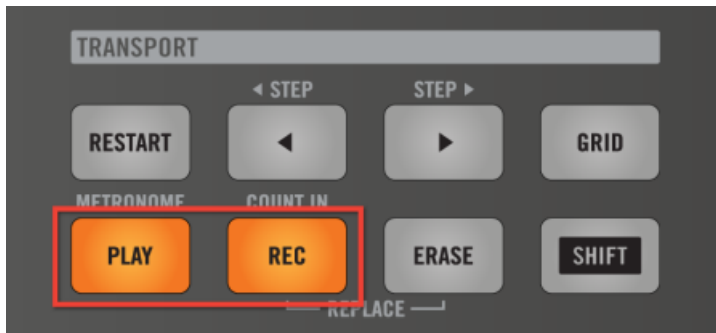 TRANSPORT
◀ STEP STEP ▶
RESTART ◀ ▶ GRID
METRONOME COUNT IN
PLAY REC ERASE SHIFT
REPLACE